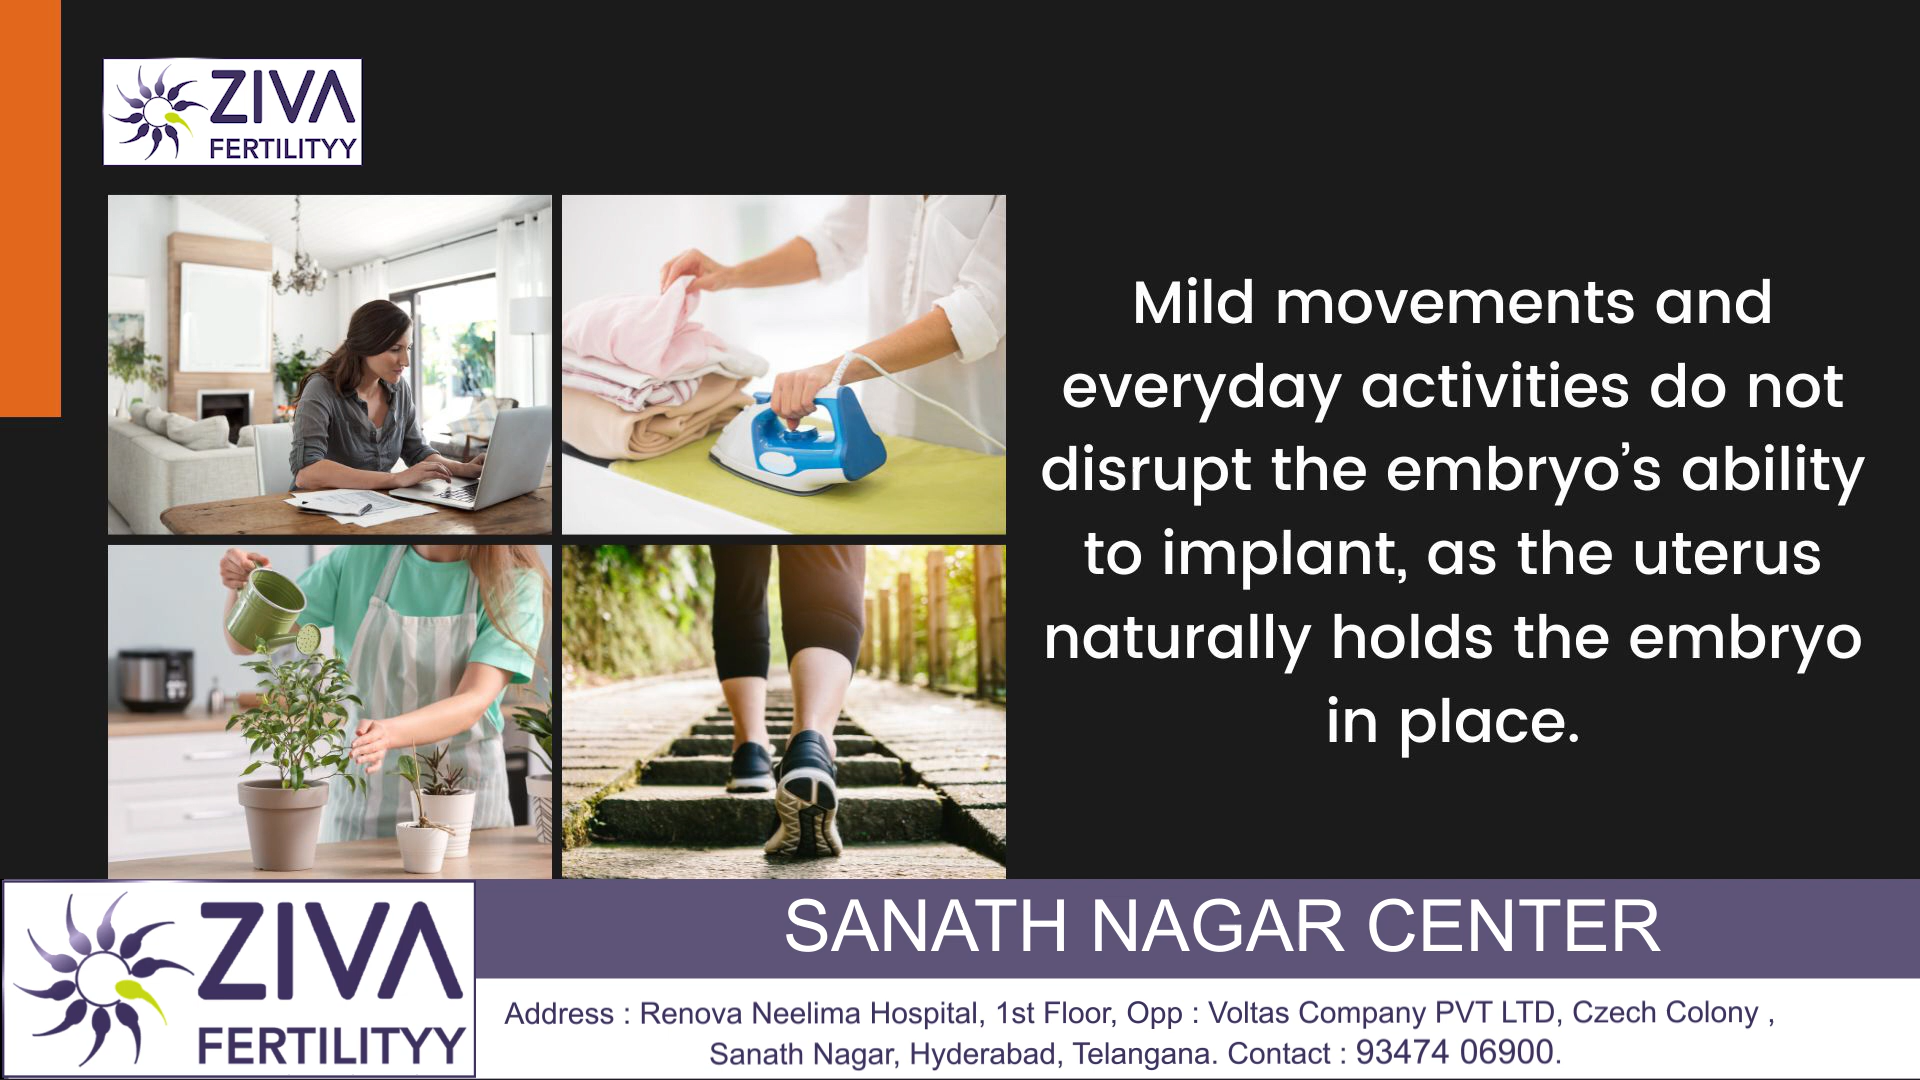 ZIVA
FERTILITYY
Mild movements and
everyday activities do not
disrupt the embryo’s ability
to implant, as the uterus
naturally holds the embryo
in place.
ZIVA
FERTILITYY
SANATH NAGAR CENTER
Address : Renova Neelima Hospital, 1st Floor, Opp : Voltas Company PVT LTD, Czech Colony ,
Sanath Nagar, Hyderabad, Telangana. Contact : 93474 06900.